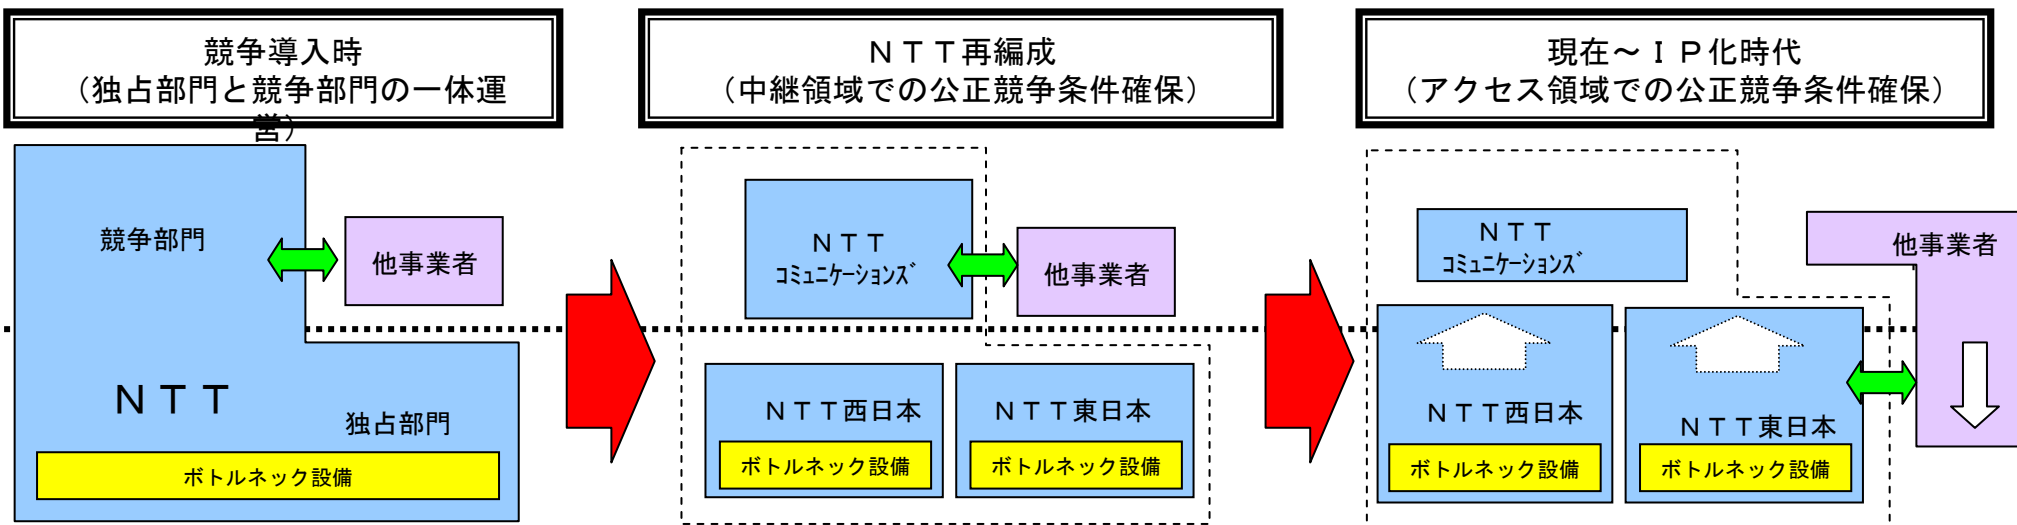 競争導入時
（独占部門と競争部門の一体運
営）
競争部門
他事業者
ＮＴＴ
独占部門
ボトルネック設備
ＮＴＴ再編成
（中継領域での公正競争条件確保）
ＮＴＴ
ｺﾐｭﾆｹｰｼｮﾝｽﾞ
他事業者
ＮＴＴ西日本
ボトルネック設備
ＮＴＴ東日本
ボトルネック設備
現在～ＩＰ化時代
（アクセス領域での公正競争条件確保）
ＮＴＴ
ｺﾐｭﾆｹｰｼｮﾝｽﾞ
他事業者
ＮＴＴ西日本
ボトルネック設備
ＮＴＴ東日本
ボトルネック設備